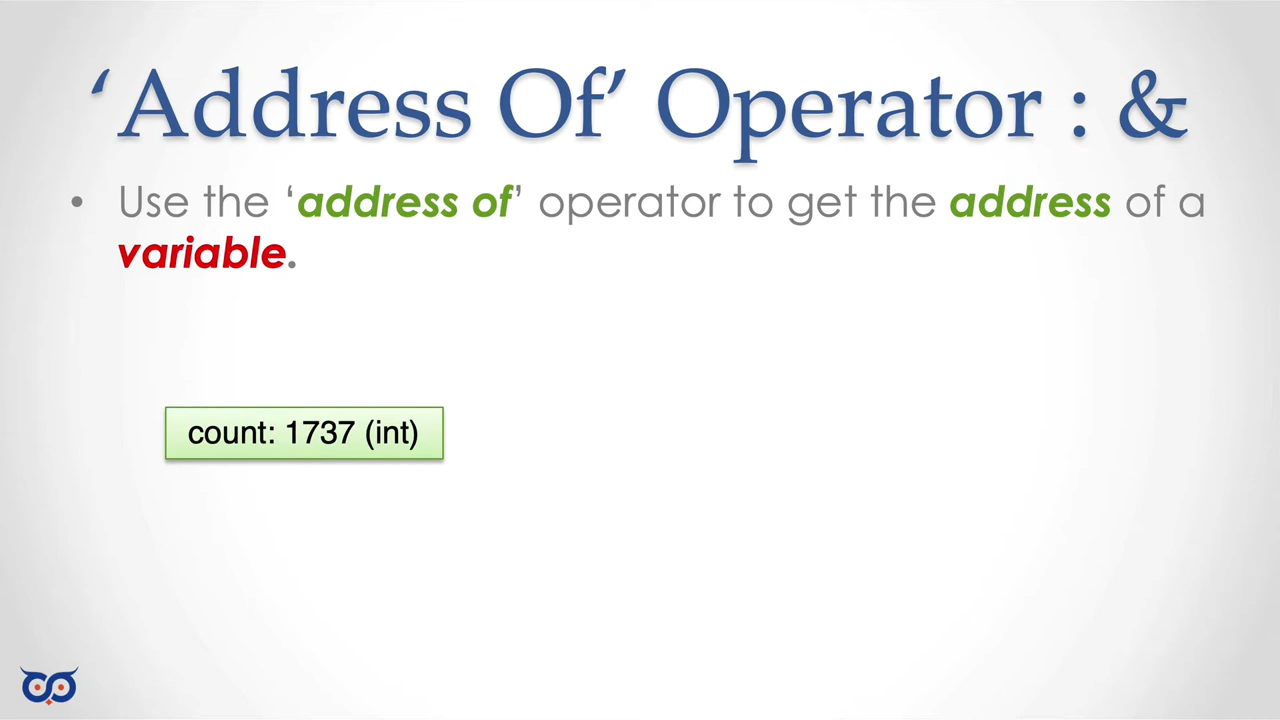 ‘Address Of’ Operator : &
• Use the ‘address of’ operator to get the address of a
variable.
count: 1737 (int)